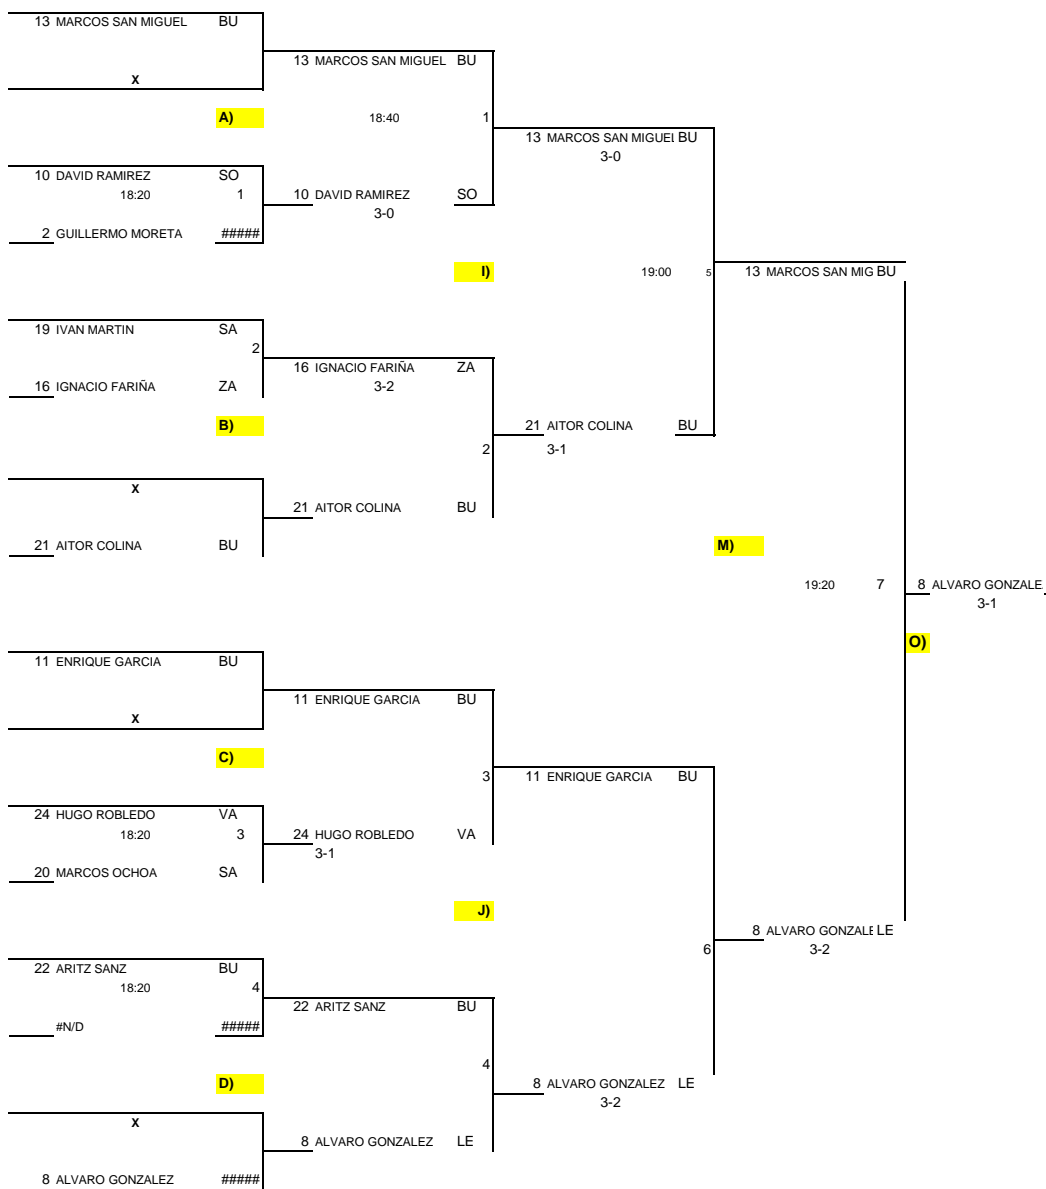 13 MARCOS SAN MIGUEL BU
13 MARCOS SAN MIGUEL BU
X
A) 18:40 1
13 MARCOS SAN MIGUEL BU
3-0
10 DAVID RAMIREZ SO
18:20 1
10 DAVID RAMIREZ SO
3-0
2 GUILLERMO MORETA #####
I) 19:00 5
13 MARCOS SAN MIG BU
19 IVAN MARTIN SA
2
16 IGNACIO FARIÑA ZA
3-2
16 IGNACIO FARIÑA ZA
B)
21 AITOR COLINA BU
2 3-1
X
21 AITOR COLINA BU
21 AITOR COLINA BU
M)
19:20 7
8 ALVARO GONZALE
3-1
O)
11 ENRIQUE GARCIA BU
11 ENRIQUE GARCIA BU
X
C)
3
11 ENRIQUE GARCIA BU
24 HUGO ROBLEDO VA
18:20 3
24 HUGO ROBLEDO VA
3-1
20 MARCOS OCHOA SA
J)
8 ALVARO GONZALE LE
6 3-2
22 ARITZ SANZ BU
18:20 4
22 ARITZ SANZ BU
#N/D #####
4
D)
8 ALVARO GONZALEZ LE
3-2
X
8 ALVARO GONZALEZ LE
8 ALVARO GONZALEZ #####